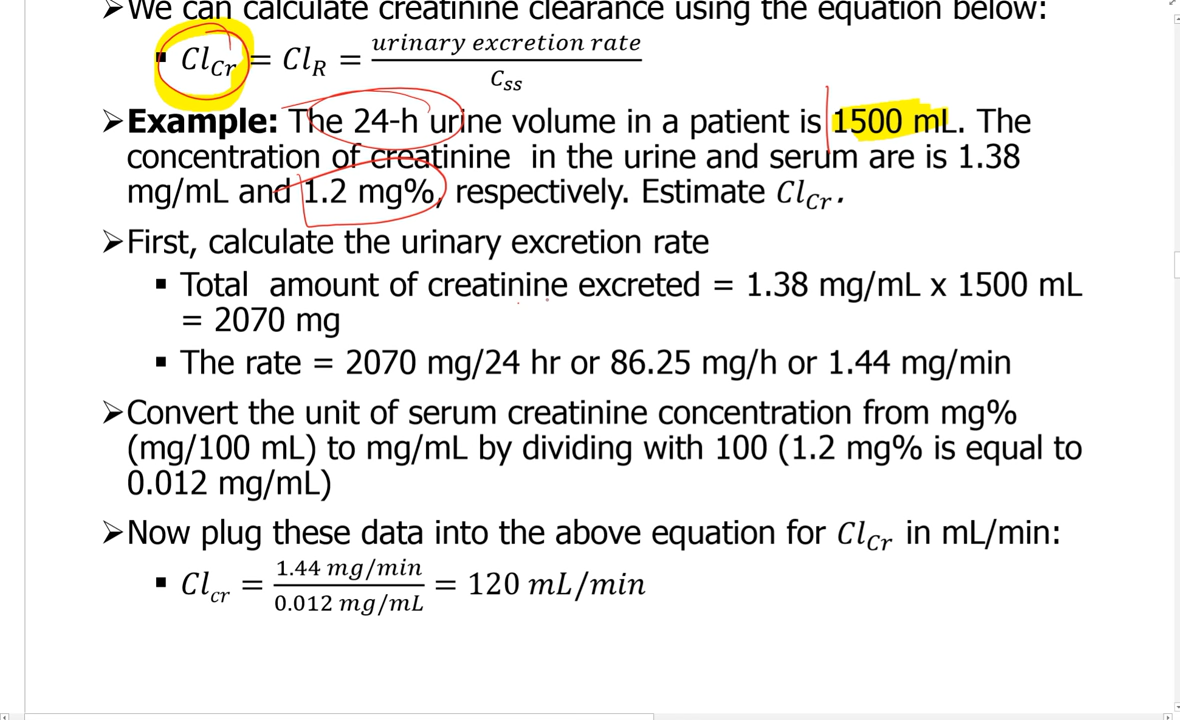 ➢We can calculate creatinine clearance using the equation below:
▪ Cl_Cr = Cl_R = urinary excretion rate / C_ss
➢Example: The 24-h urine volume in a patient is 1500 mL. The
concentration of creatinine in the urine and serum are is 1.38
mg/mL and 1.2 mg%, respectively. Estimate Cl_Cr.
➢First, calculate the urinary excretion rate
▪ Total amount of creatinine excreted = 1.38 mg/mL x 1500 mL
= 2070 mg
▪ The rate = 2070 mg/24 hr or 86.25 mg/h or 1.44 mg/min
➢Convert the unit of serum creatinine concentration from mg%
(mg/100 mL) to mg/mL by dividing with 100 (1.2 mg% is equal to
0.012 mg/mL)
➢Now plug these data into the above equation for Cl_Cr in mL/min:
▪ Cl_cr = 1.44 mg/min / 0.012 mg/mL = 120 mL/min